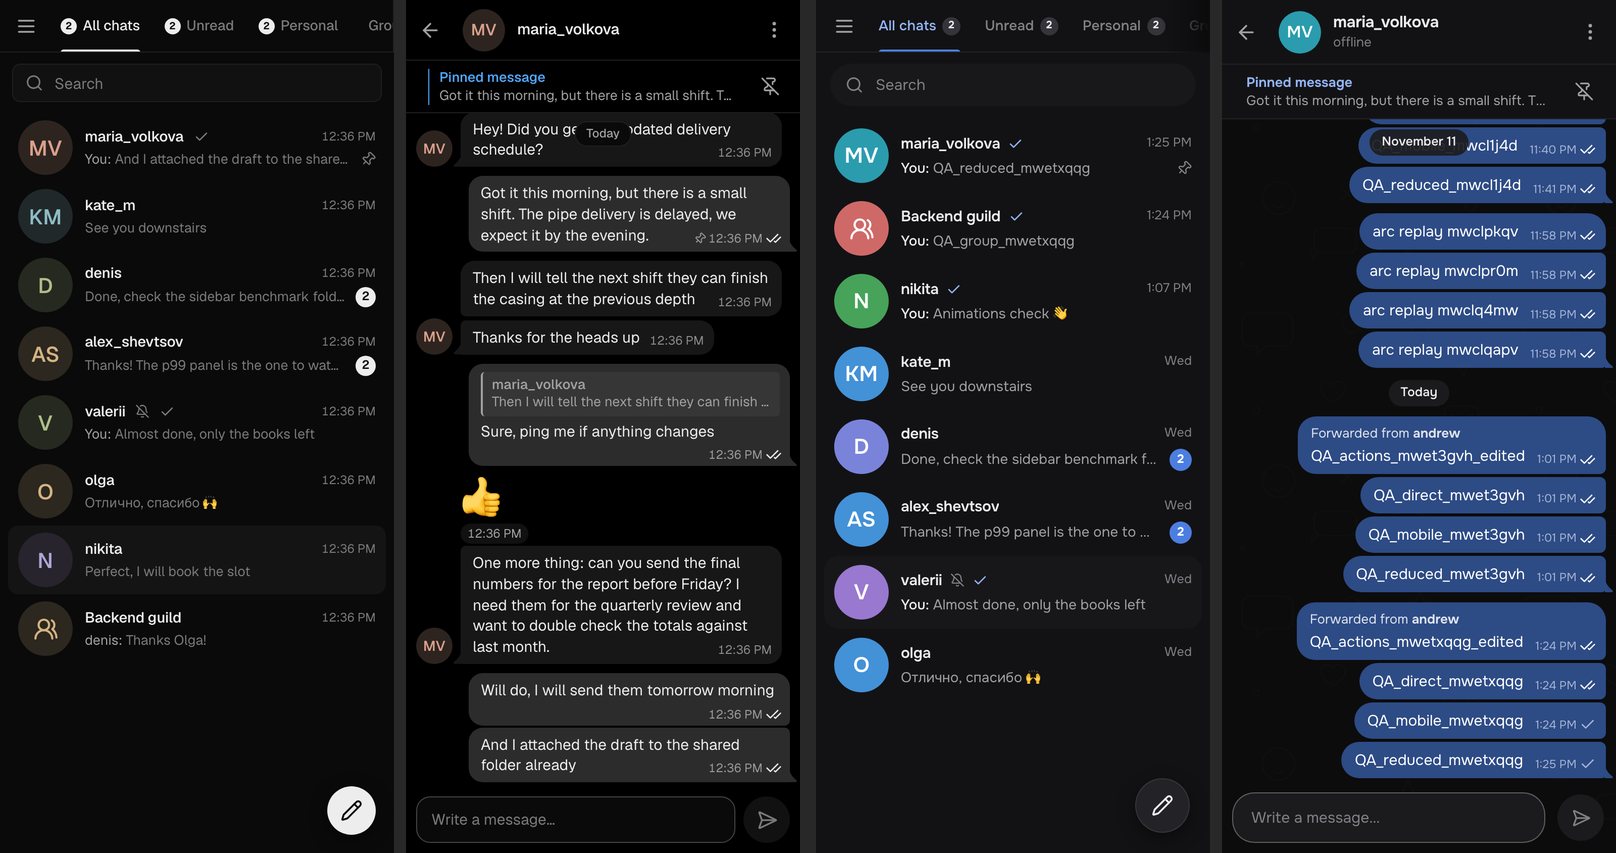 2 All chats
2 Unread
2 Personal
Gro
Search
MV
maria_volkova
12:36 PM
You: And I attached the draft to the share...
KM
kate_m
12:36 PM
See you downstairs
D
denis
12:36 PM
Done, check the sidebar benchmark fold...
2
AS
alex_shevtsov
12:36 PM
Thanks! The p99 panel is the one to wat...
2
V
valerii
12:36 PM
You: Almost done, only the books left
O
olga
12:36 PM
Отлично, спасибо 🙌
N
nikita
12:36 PM
Perfect, I will book the slot
Backend guild
12:36 PM
denis: Thanks Olga!
MV
maria_volkova
Pinned message
Got it this morning, but there is a small shift. T...
Today
MV
Hey! Did you ge dated delivery
schedule?
12:36 PM
Got it this morning, but there is a small
shift. The pipe delivery is delayed, we
expect it by the evening.
12:36 PM
Then I will tell the next shift they can finish
the casing at the previous depth
12:36 PM
MV
Thanks for the heads up
12:36 PM
maria_volkova
Then I will tell the next shift they can finish ...
Sure, ping me if anything changes
12:36 PM
👍
12:36 PM
One more thing: can you send the final
numbers for the report before Friday? I
need them for the quarterly review and
want to double check the totals against
last month.
MV
12:36 PM
Will do, I will send them tomorrow morning
12:36 PM
And I attached the draft to the shared
folder already
12:36 PM
Write a message...
All chats 2
Unread 2
Personal 2
Gr
Search
MV
maria_volkova
1:25 PM
You: QA_reduced_mwetxqqg
Backend guild
1:24 PM
You: QA_group_mwetxqqg
N
nikita
1:07 PM
You: Animations check 👋
KM
kate_m
Wed
See you downstairs
D
denis
Wed
Done, check the sidebar benchmark f...
2
AS
alex_shevtsov
Wed
Thanks! The p99 panel is the one to ...
2
V
valerii
Wed
You: Almost done, only the books left
O
olga
Wed
Отлично, спасибо 🙌
MV
maria_volkova
offline
Pinned message
Got it this morning, but there is a small shift. T...
November 11
wcl1j4d 11:40 PM
QA_reduced_mwcl1j4d 11:41 PM
arc replay mwclpkqv 11:58 PM
arc replay mwclpr0m 11:58 PM
arc replay mwclq4mw 11:58 PM
arc replay mwclqapv 11:58 PM
Today
Forwarded from andrew
QA_actions_mwet3gvh_edited 1:01 PM
QA_direct_mwet3gvh 1:01 PM
QA_mobile_mwet3gvh 1:01 PM
QA_reduced_mwet3gvh 1:01 PM
Forwarded from andrew
QA_actions_mwetxqqg_edited 1:24 PM
QA_direct_mwetxqqg 1:24 PM
QA_mobile_mwetxqqg 1:24 PM
QA_reduced_mwetxqqg 1:25 PM
Write a message...